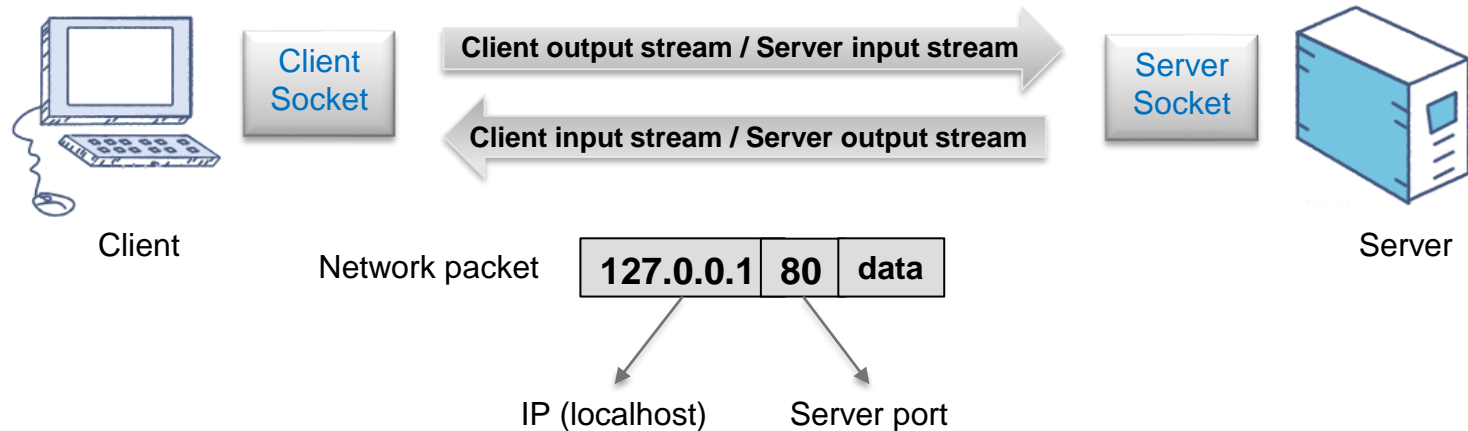 Client output stream / Server input stream
Client
Socket
Server
Socket
Client input stream / Server output stream
Client
Server
Network packet
127.0.0.1
80
data
IP (localhost)
Server port